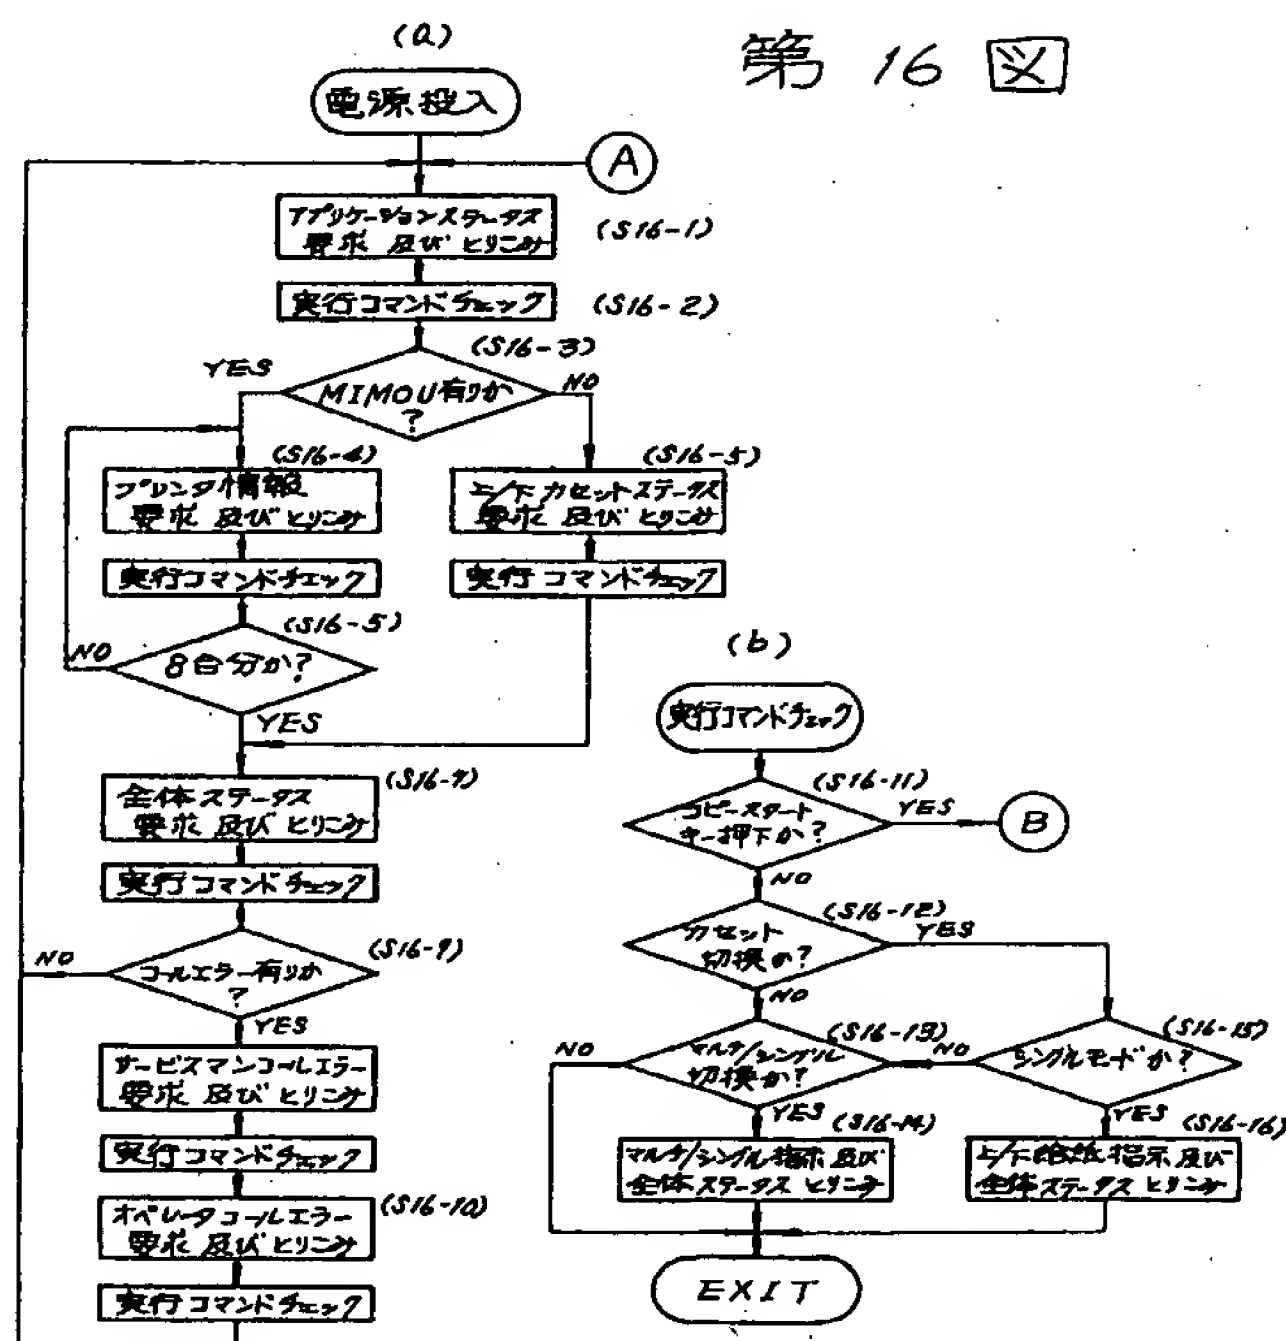 第 16 図
(a)
電源投入
A
アプリケーションステータス
要求 及び とりこみ
(S16-1)
実行コマンドチェック
(S16-2)
(S16-3)
YES
MIMOU有りか
?
NO
(S16-4)
プリンタ情報
要求 及び とりこみ
(S16-5)
上/下カセットステータス
要求 及び とりこみ
実行コマンドチェック
実行コマンドチェック
(S16-5)
8台分か?
NO
YES
(S16-7)
全体ステータス
要求 及び とりこみ
実行コマンドチェック
(S16-9)
NO
コールエラー有りか
?
YES
サービスマンコールエラー
要求 及び とりこみ
実行コマンドチェック
オペレータコールエラー
要求 及び とりこみ
(S16-10)
実行コマンドチェック
(b)
実行コマンドチェック
(S16-11)
コピースタート
キー押下か?
YES
B
NO
(S16-12)
カセット
切換か?
YES
NO
(S16-13)
マルチ/シングル
切換か?
NO
NO
(S16-15)
シングルモードか?
YES
(S16-14)
マルチ/シングル指示及び
全体ステータス とりこみ
YES
(S16-16)
上/下給紙指示及び
全体ステータス とりこみ
EXIT